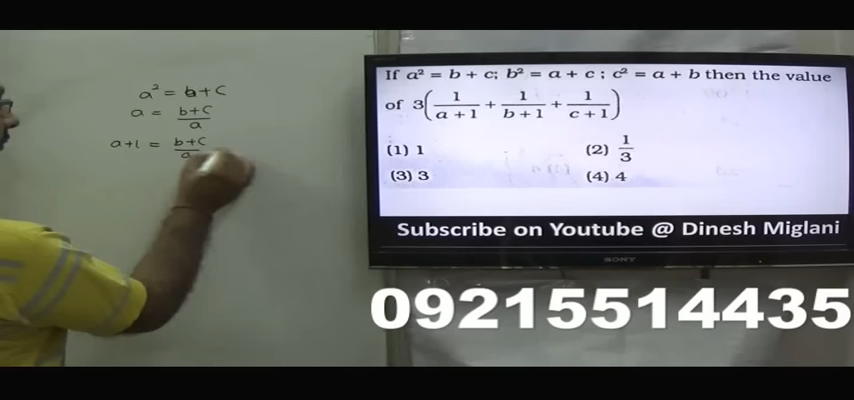 a² = b + c
a = b+c/a
a+1 = b+c/a
If a² = b + c; b² = a + c ; c² = a + b then the value
of 3(1/(a+1) + 1/(b+1) + 1/(c+1))
(1) 1 (2) 1/3
(3) 3 (4) 4
Subscribe on Youtube @ Dinesh Miglani
SONY
09215514435